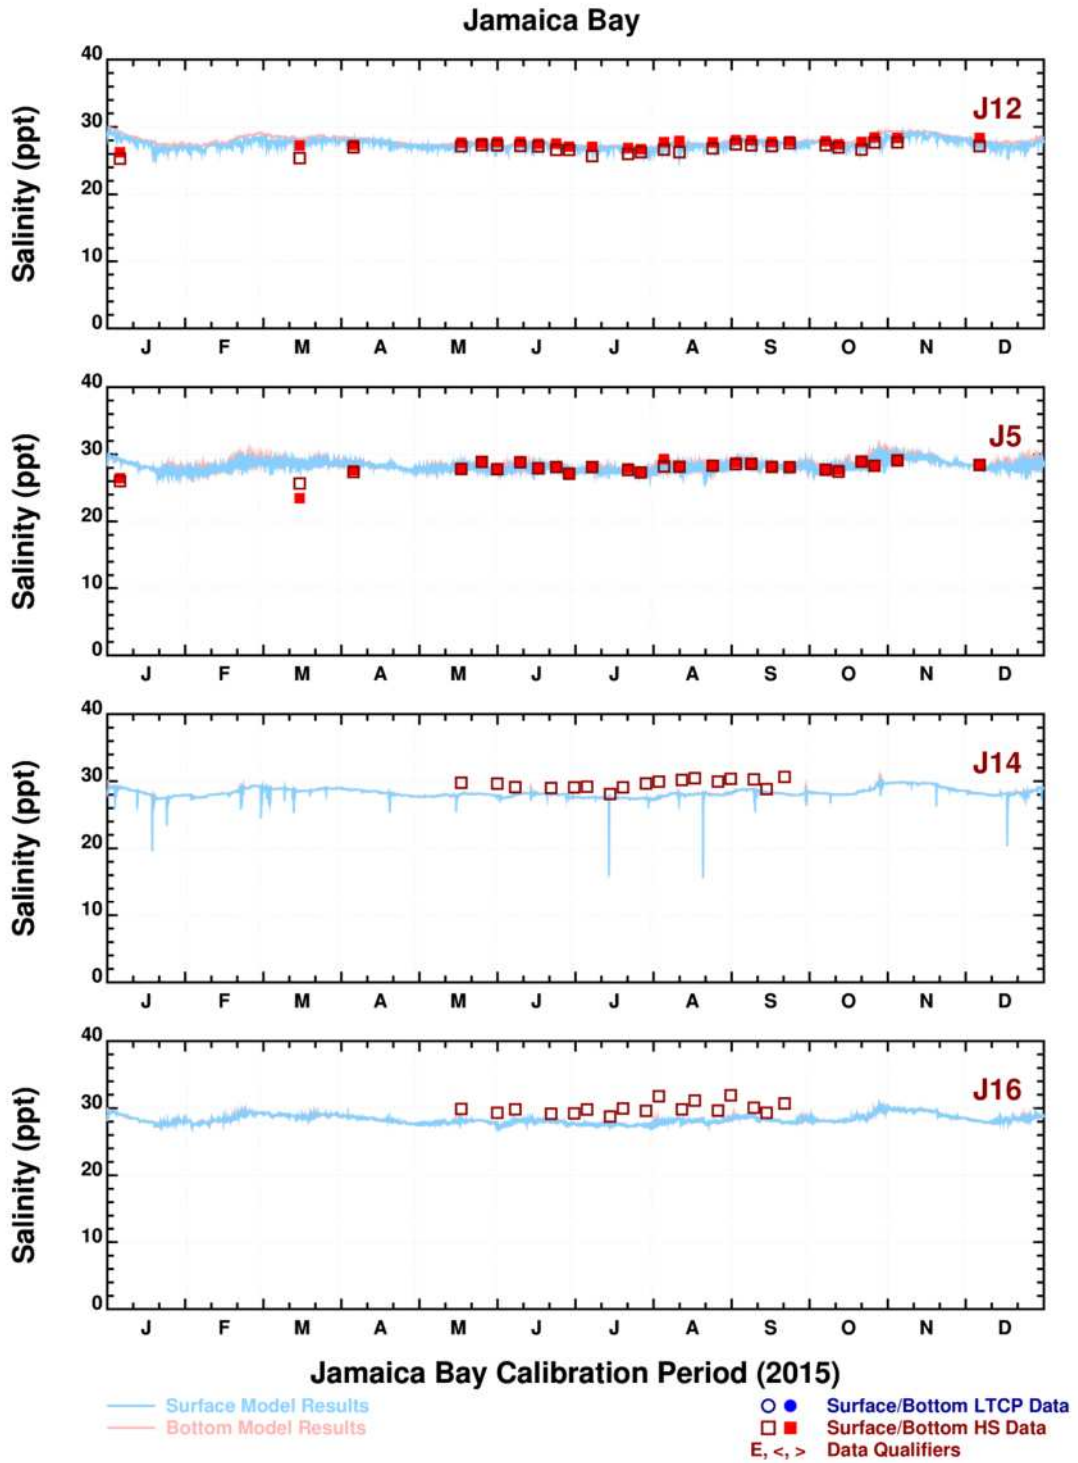 Jamaica Bay
Salinity (ppt)
40
30
20
10
0
J12
J F M A M J J A S O N D
Salinity (ppt)
40
30
20
10
0
J5
J F M A M J J A S O N D
Salinity (ppt)
40
30
20
10
0
J14
J F M A M J J A S O N D
Salinity (ppt)
40
30
20
10
0
J16
J F M A M J J A S O N D
Jamaica Bay Calibration Period (2015)
Surface Model Results
Bottom Model Results
Surface/Bottom LTCP Data
Surface/Bottom HS Data
E, <, > Data Qualifiers